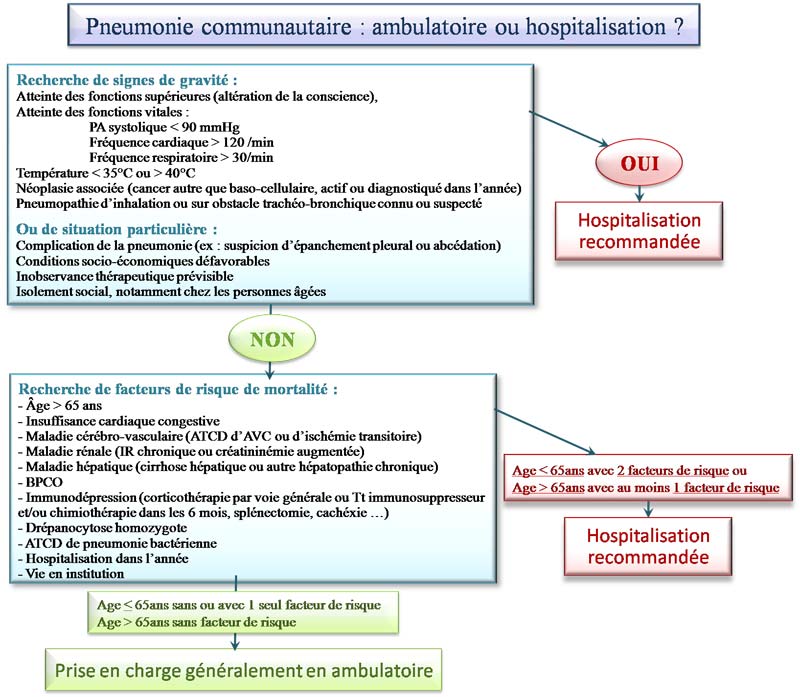 Pneumonie communautaire : ambulatoire ou hospitalisation ?
Recherche de signes de gravité :
Atteinte des fonctions supérieures (altération de la conscience),
Atteinte des fonctions vitales :
PA systolique < 90 mmHg
Fréquence cardiaque > 120 /min
Fréquence respiratoire > 30/min
Température < 35°C ou > 40°C
Néoplasie associée (cancer autre que baso-cellulaire, actif ou diagnostiqué dans l'année)
Pneumopathie d'inhalation ou sur obstacle trachéo-bronchique connu ou suspecté
Ou de situation particulière :
Complication de la pneumonie (ex : suspicion d'épanchement pleural ou abcédation)
Conditions socio-économiques défavorables
Inobservance thérapeutique prévisible
Isolement social, notamment chez les personnes âgées
OUI
Hospitalisation
recommandée
NON
Recherche de facteurs de risque de mortalité :
- Âge > 65 ans
- Insuffisance cardiaque congestive
- Maladie cérébro-vasculaire (ATCD d'AVC ou d'ischémie transitoire)
- Maladie rénale (IR chronique ou créatininémie augmentée)
- Maladie hépatique (cirrhose hépatique ou autre hépatopathie chronique)
- BPCO
- Immunodépression (corticothérapie par voie générale ou Tt immunosuppresseur
et/ou chimiothérapie dans les 6 mois, splénectomie, cachéxie …)
- Drépanocytose homozygote
- ATCD de pneumonie bactérienne
- Hospitalisation dans l'année
- Vie en institution
Age < 65ans avec 2 facteurs de risque ou
Age > 65ans avec au moins 1 facteur de risque
Hospitalisation
recommandée
Age ≤ 65ans sans ou avec 1 seul facteur de risque
Age > 65ans sans facteur de risque
Prise en charge généralement en ambulatoire